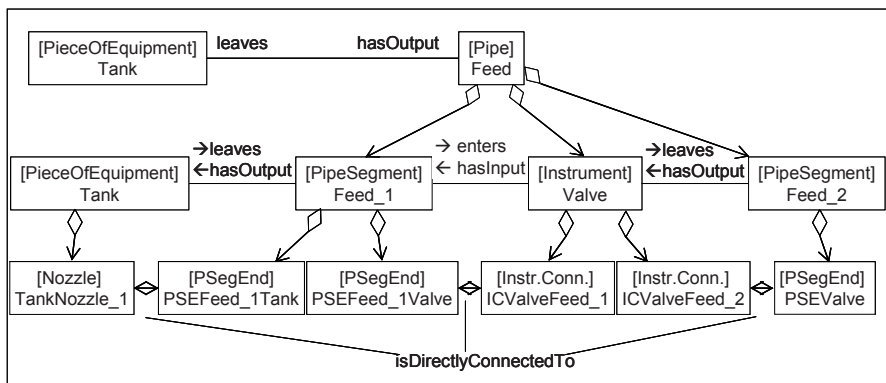 [PieceOfEquipment]
Tank
leaves
hasOutput
[Pipe]
Feed
[PieceOfEquipment]
Tank
→leaves
←hasOutput
[PipeSegment]
Feed_1
→ enters
← hasInput
[Instrument]
Valve
→leaves
←hasOutput
[PipeSegment]
Feed_2
[Nozzle]
TankNozzle_1
[PSegEnd]
PSEFeed_1Tank
[PSegEnd]
PSEFeed_1Valve
[Instr.Conn.]
ICValveFeed_1
[Instr.Conn.]
ICValveFeed_2
[PSegEnd]
PSEValve
isDirectlyConnectedTo